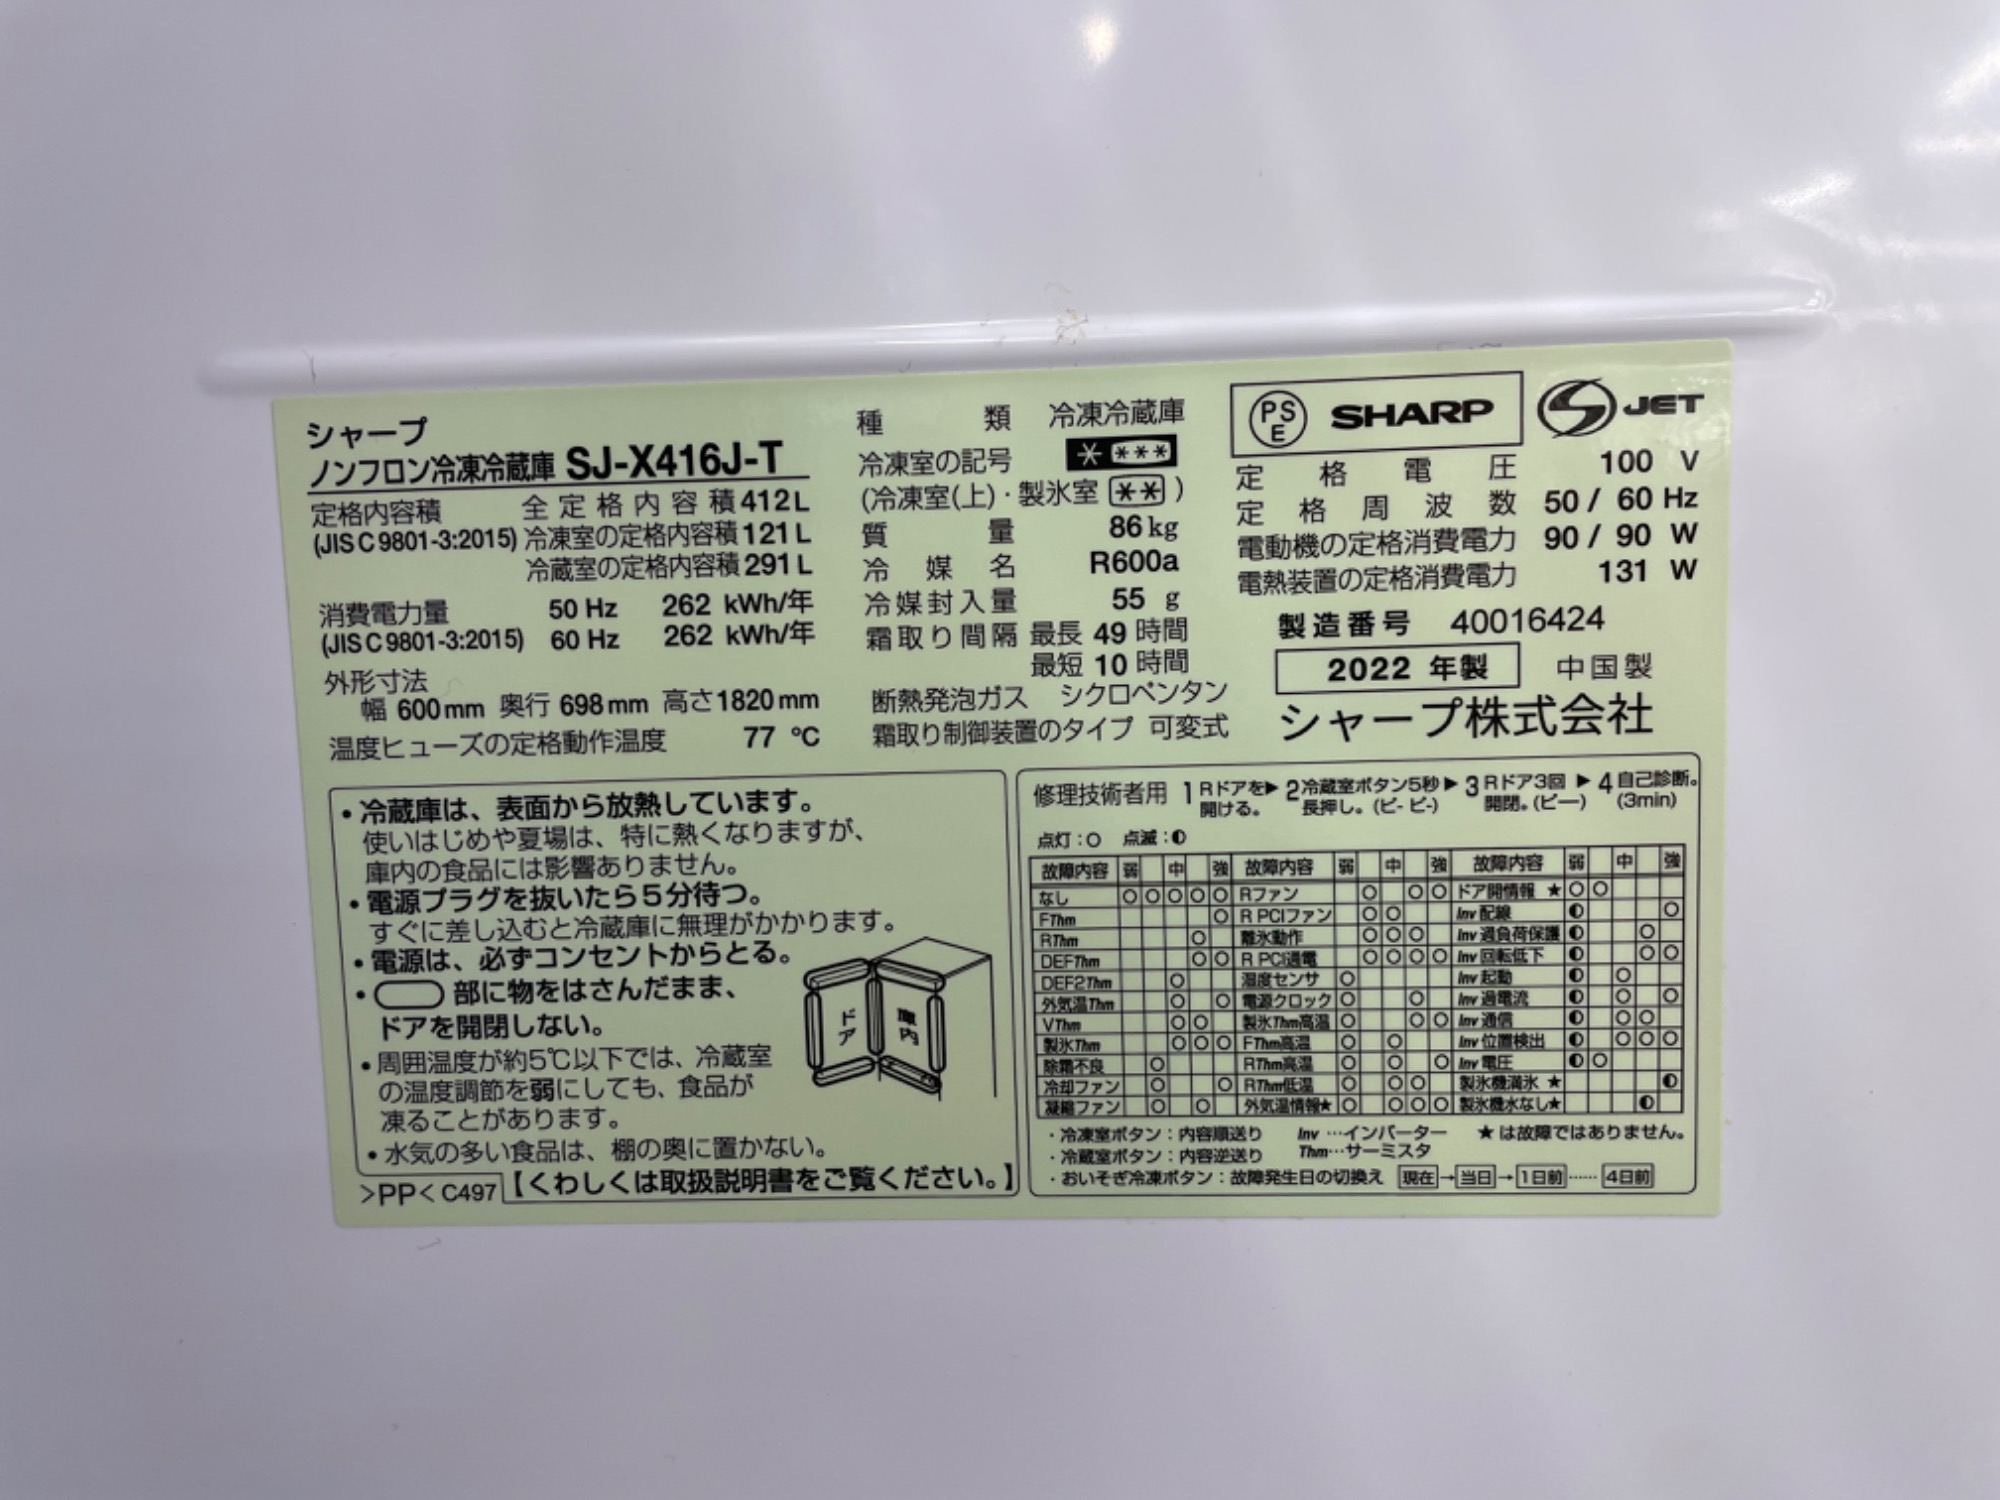 シャープ
ノンフロン冷凍冷蔵庫 SJ-X416J-T
定格内容積 全定格内容積 412L
(JIS C 9801-3:2015) 冷凍室の定格内容積 121L
冷蔵室の定格内容積 291L
消費電力量 50 Hz 262 kWh/年
(JIS C 9801-3:2015) 60 Hz 262 kWh/年
外形寸法
幅 600mm 奥行 698mm 高さ1820mm
温度ヒューズの定格動作温度 77 ℃
種類 冷凍冷蔵庫
冷凍室の記号 * ***
(冷凍室(上)・製氷室 ** )
質量 86kg
冷媒名 R600a
冷媒封入量 55 g
霜取り間隔 最長 49 時間
最短 10 時間
断熱発泡ガス シクロペンタン
霜取り制御装置のタイプ 可変式
PSE SHARP JET
定格電圧 100 V
定格周波数 50 / 60 Hz
電動機の定格消費電力 90 / 90 W
電熱装置の定格消費電力 131 W
製造番号 40016424
2022 年製 中国製
シャープ株式会社
・冷蔵庫は、表面から放熱しています。
使いはじめや夏場は、特に熱くなりますが、
庫内の食品には影響ありません。
・電源プラグを抜いたら5分待つ。
すぐに差し込むと冷蔵庫に無理がかかります。
・電源は、必ずコンセントからとる。
・ 部に物をはさんだまま、
ドアを開閉しない。
・周囲温度が約5℃以下では、冷蔵室
の温度調節を弱にしても、食品が
凍ることがあります。
・水気の多い食品は、棚の奥に置かない。
ドア
庫内
>PP< C497 【くわしくは取扱説明書をご覧ください。】
修理技術者用 1 Rドアを開ける。▶ 2 冷蔵室ボタン5秒長押し。(ピ- ピ-) ▶ 3 Rドア3回開閉。(ピー) ▶ 4 自己診断。(3min)
点灯:○ 点滅:◐
故障内容 弱 中 強 故障内容 弱 中 強 故障内容 弱 中 強
なし ○ ○ ○ ○ ○ Rファン ○ ○ ○ ドア開情報 ★ ○ ○
FThm ○ R PCIファン ○ ○ Inv 配線 ◐ ○
RThm ○ 離氷動作 ○ ○ ○ Inv 過負荷保護 ◐ ○
DEFThm ○ ○ R PCI通電 ○ ○ ○ ○ Inv 回転低下 ◐ ○ ○
DEF2Thm ○ 湿度センサ ○ Inv 起動 ◐ ○
外気温Thm ○ ○ 電源クロック ○ ○ Inv 過電流 ◐ ○ ○
VThm ○ ○ 製氷Thm高温 ○ ○ ○ Inv 通信 ◐ ○ ○
製氷Thm ○ ○ ○ FThm高温 ○ ○ Inv 位置検出 ◐ ○ ○ ○
除霜不良 ○ RThm高温 ○ ○ ○ Inv 電圧 ◐ ○
冷却ファン ○ ○ RThm低温 ○ ○ ○ 製氷機満氷 ★ ◐
凝縮ファン ○ ○ 外気温情報★ ○ ○ ○ ○ 製氷機水なし★ ◐
・冷凍室ボタン:内容順送り Inv …インバーター ★は故障ではありません。
・冷蔵室ボタン:内容逆送り Thm…サーミスタ
・おいそぎ冷凍ボタン:故障発生日の切換え 現在→当日→1日前……4日前